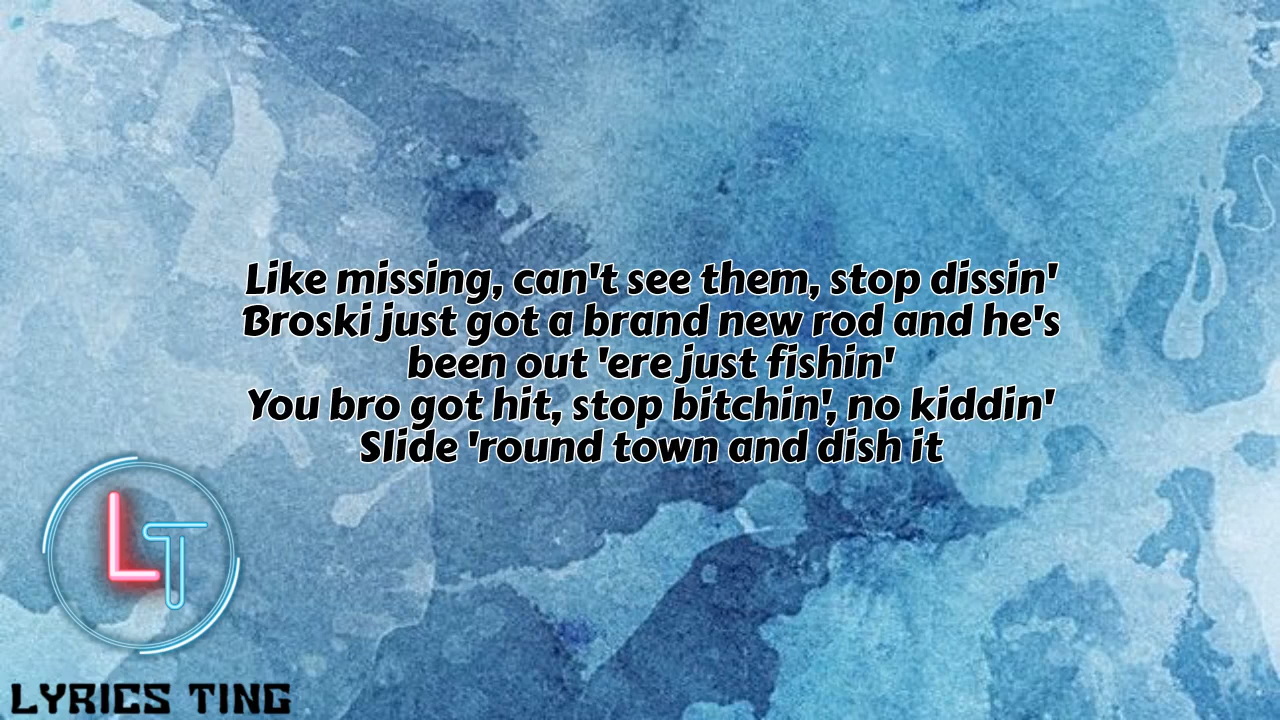 Like missing, can't see them, stop dissin'
Broski just got a brand new rod and he's
been out 'ere just fishin'
You bro got hit, stop bitchin', no kiddin'
Slide 'round town and dish it
LT
LYRICS TING